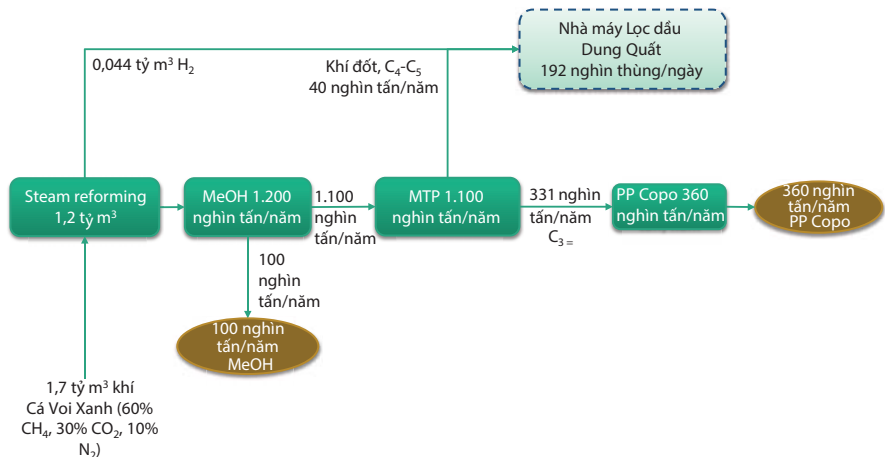 Nhà máy Lọc dầu
Dung Quất
192 nghìn thùng/ngày
0,044 tỷ m³ H₂
Khí đốt, C₄-C₅
40 nghìn tấn/năm
Steam reforming
1,2 tỷ m³
MeOH 1.200
nghìn tấn/năm
1.100
nghìn
tấn/năm
MTP 1.100
nghìn tấn/năm
331 nghìn
tấn/năm
C₃ ₌
PP Copo 360
nghìn tấn/năm
360 nghìn
tấn/năm
PP Copo
100
nghìn
tấn/năm
100 nghìn
tấn/năm
MeOH
1,7 tỷ m³ khí
Cá Voi Xanh (60%
CH₄, 30% CO₂, 10%
N₂)